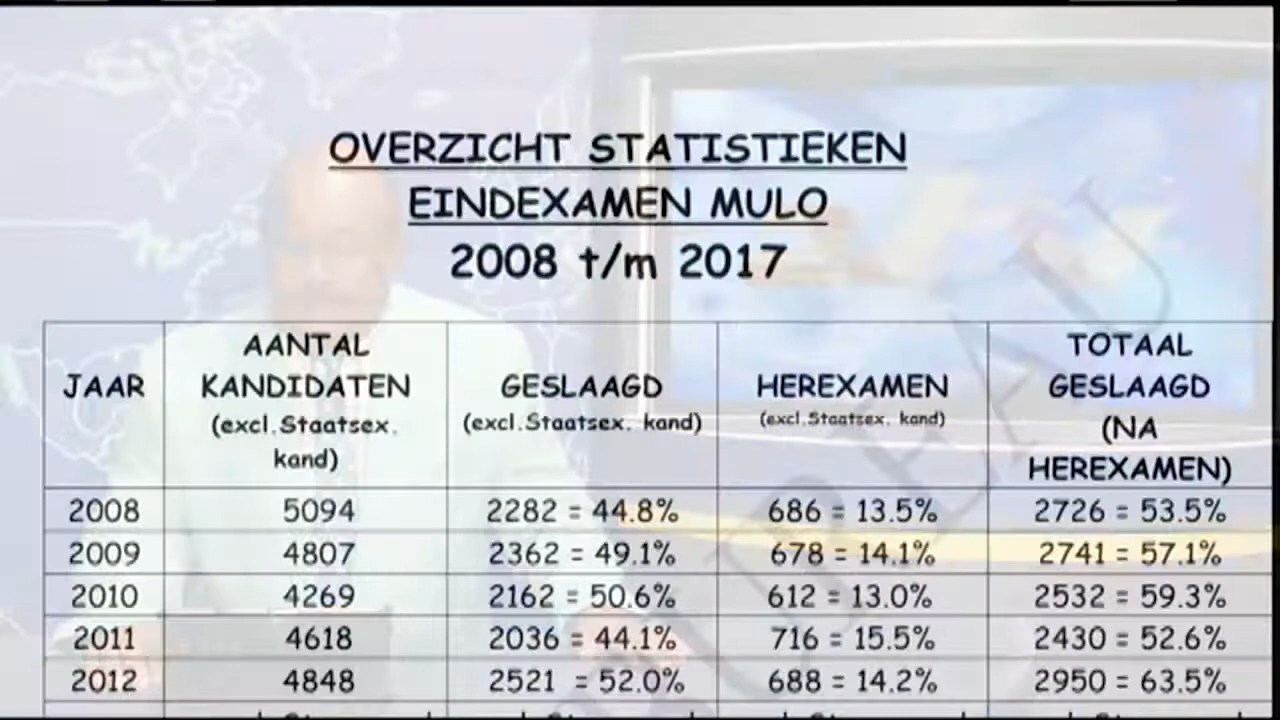 OVERZICHT STATISTIEKEN
EINDEXAMEN MULO
2008 t/m 2017
JAAR
AANTAL
KANDIDATEN
(excl.Staatsex.
kand)
GESLAAGD
(excl.Staatsex. kand)
HEREXAMEN
(excl.Staatsex. kand)
TOTAAL
GESLAAGD
(NA
HEREXAMEN)
2008 5094 2282 = 44.8% 686 = 13.5% 2726 = 53.5%
2009 4807 2362 = 49.1% 678 = 14.1% 2741 = 57.1%
2010 4269 2162 = 50.6% 612 = 13.0% 2532 = 59.3%
2011 4618 2036 = 44.1% 716 = 15.5% 2430 = 52.6%
2012 4848 2521 = 52.0% 688 = 14.2% 2950 = 63.5%